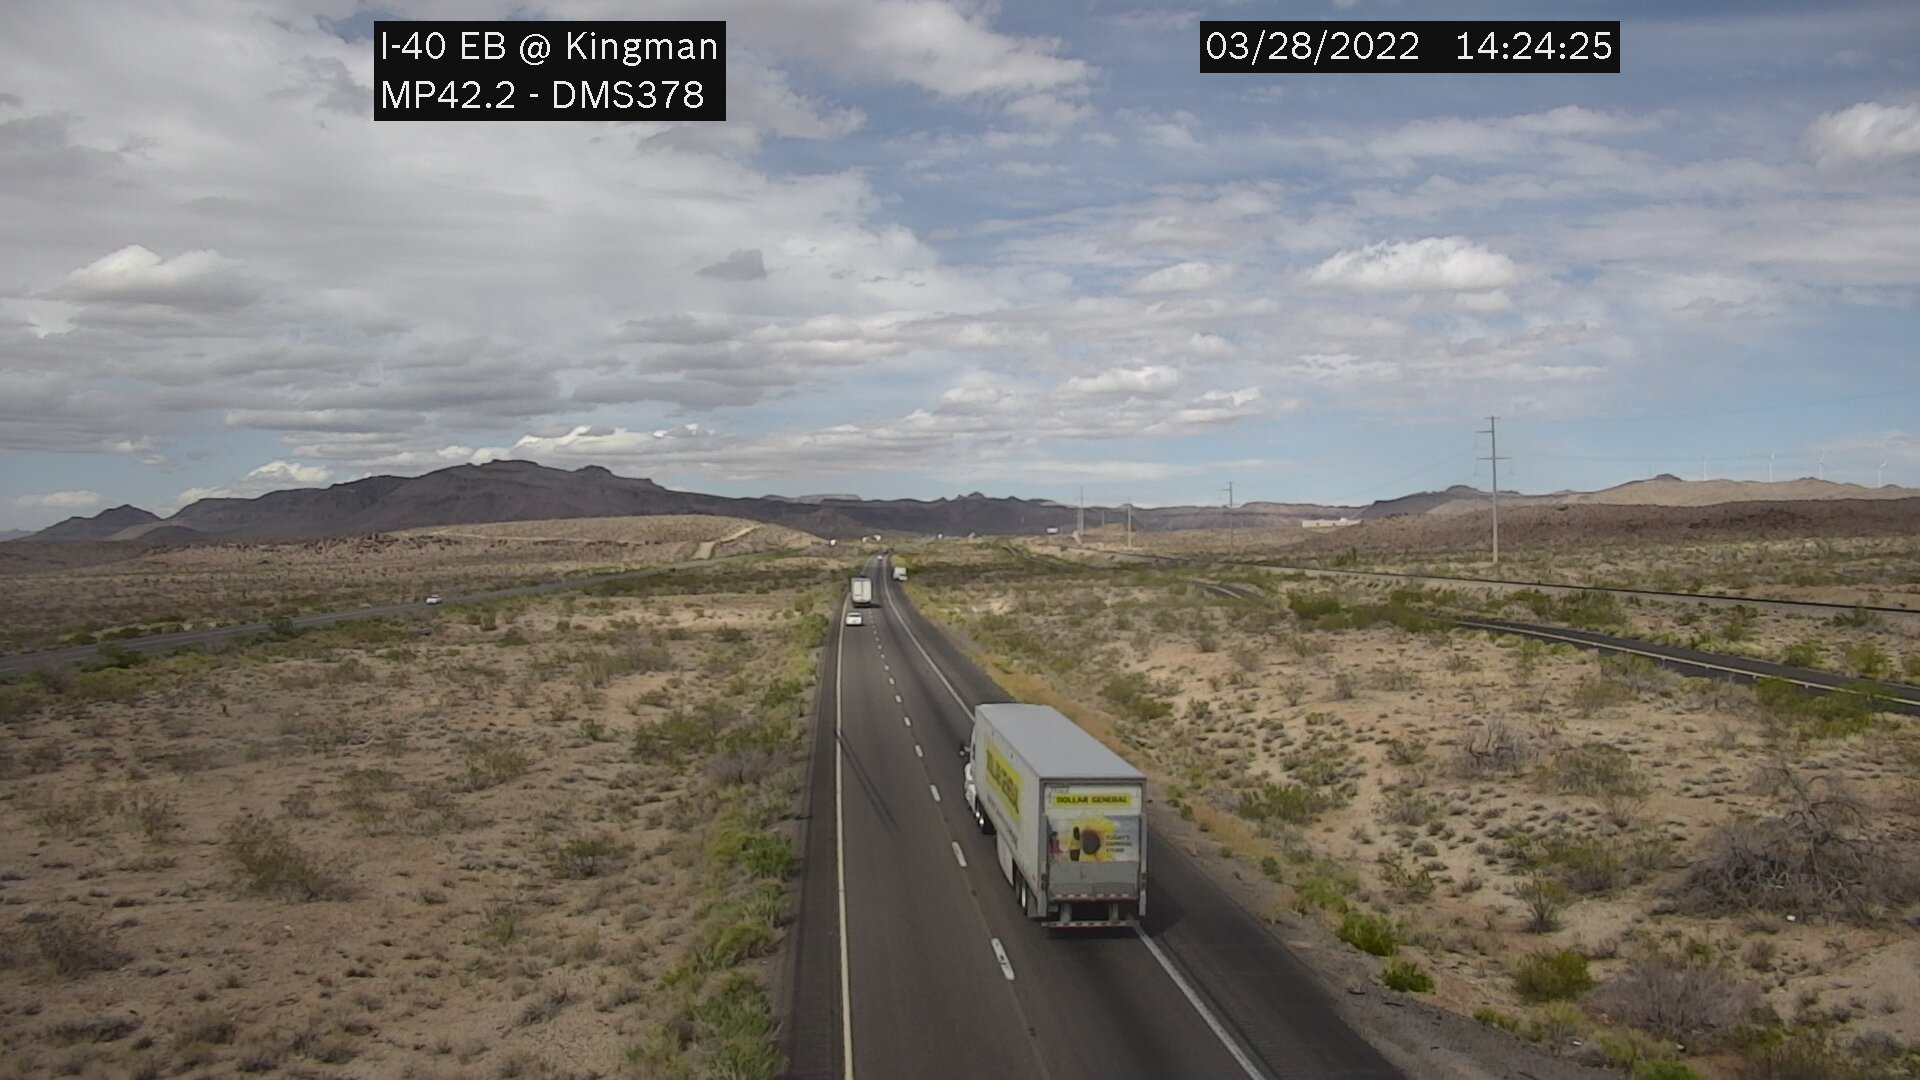 I-40 EB @ Kingman
MP42.2 - DMS378
03/28/2022 14:24:25
DOLLAR GENERAL